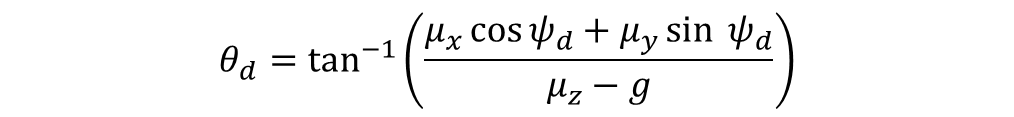 θ_d = tan⁻¹((μ_x cos ψ_d + μ_y sin ψ_d)/(μ_z − g))